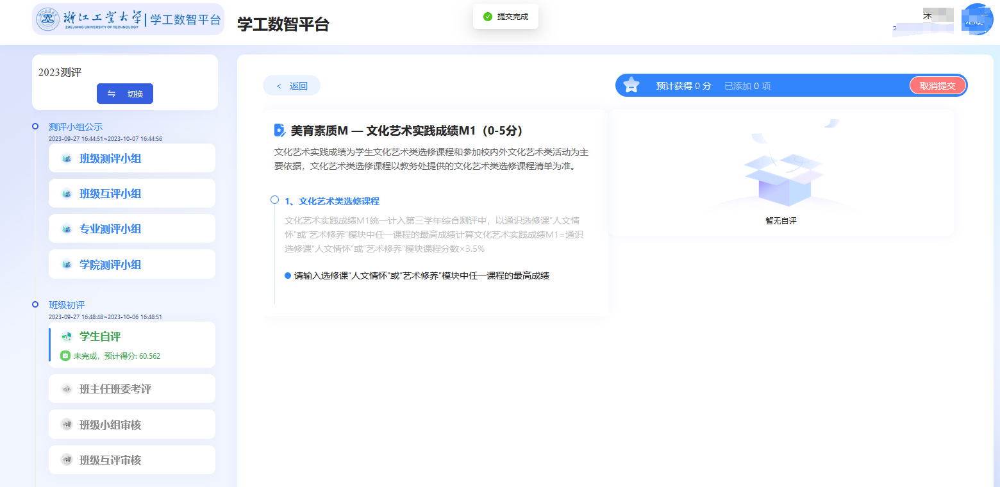 浙江工业大学
ZHEJIANG UNIVERSITY OF TECHNOLOGY
学工数智平台
学工数智平台
提交完成
2023测评
切换
测评小组公示
2023-09-27 16:44:51~2023-10-07 16:44:56
班级测评小组
班级互评小组
专业测评小组
学院测评小组
班级初评
2023-09-27 16:48:48~2023-10-06 16:48:51
学生自评
未完成，预计得分: 60.562
班主任班委考评
班级小组审核
班级互评审核
< 返回
预计获得 0 分 已添加 0 项
取消提交
美育素质M — 文化艺术实践成绩M1（0-5分）
文化艺术实践成绩为学生文化艺术类选修课程和参加校内外文化艺术类活动为主
要依据，文化艺术类选修课程以教务处提供的文化艺术类选修课程清单为准。
1、文化艺术类选修课程
文化艺术实践成绩M1统一计入第三学年综合测评中，以通识选修课“人文情
怀”或“艺术修养”模块中任一课程的最高成绩计算文化艺术实践成绩M1=通识
选修课“人文情怀”或“艺术修养”模块课程分数×3.5%
请输入选修课“人文情怀”或“艺术修养”模块中任一课程的最高成绩
暂无自评